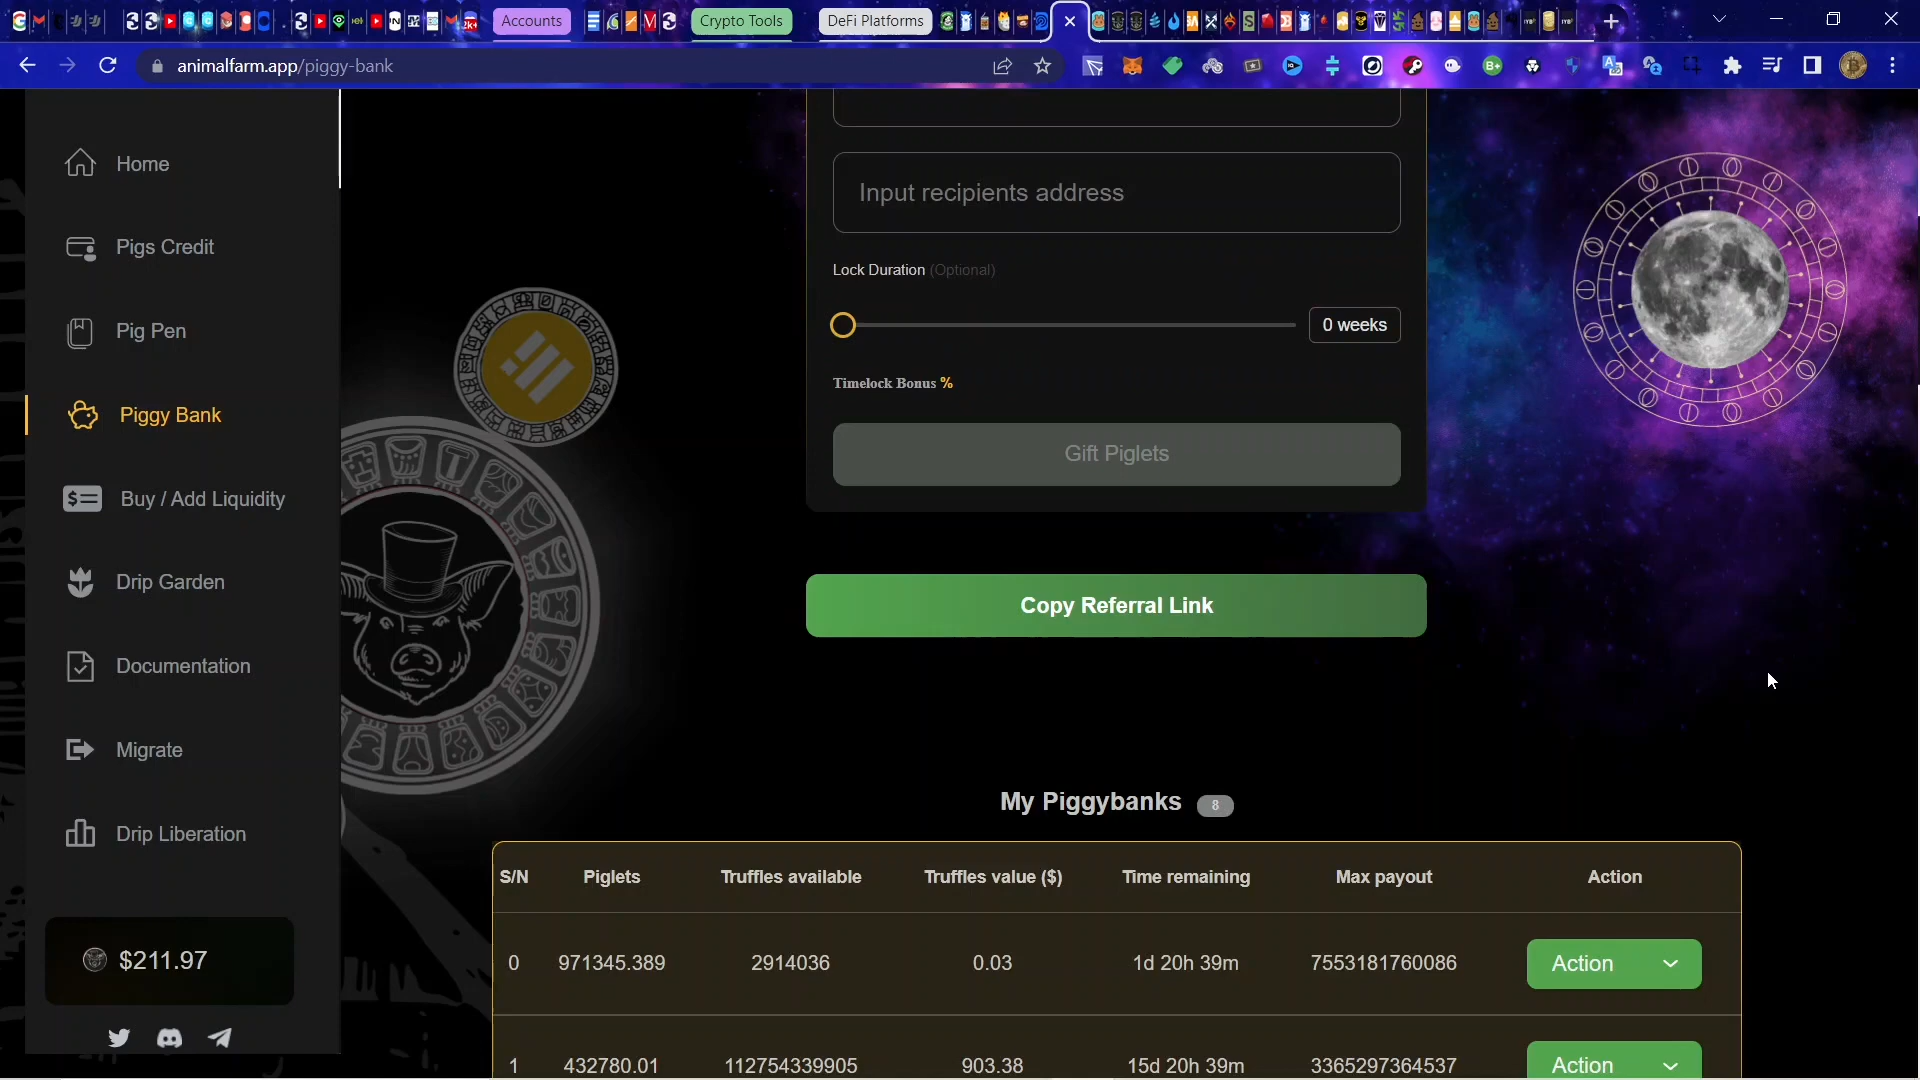 Accounts
Crypto Tools
DeFi Platforms
animalfarm.app/piggy-bank
Home
Pigs Credit
Pig Pen
Piggy Bank
Buy / Add Liquidity
Drip Garden
Documentation
Migrate
Drip Liberation
$211.97
Input recipients address
Lock Duration (Optional)
0 weeks
Timelock Bonus %
Gift Piglets
Copy Referral Link
My Piggybanks 8
S/N Piglets Truffles available Truffles value ($) Time remaining Max payout Action
0 971345.389 2914036 0.03 1d 20h 39m 7553181760086 Action
1 432780.01 112754339905 903.38 15d 20h 39m 3365297364537 Action